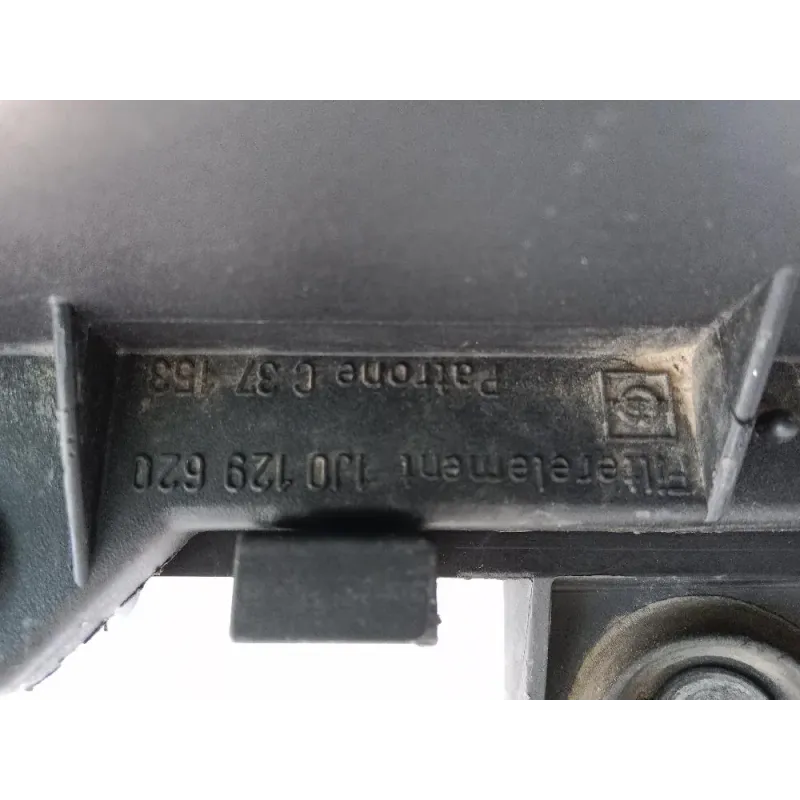 Filterelement 1J0 129 620
Patrone C 37 153